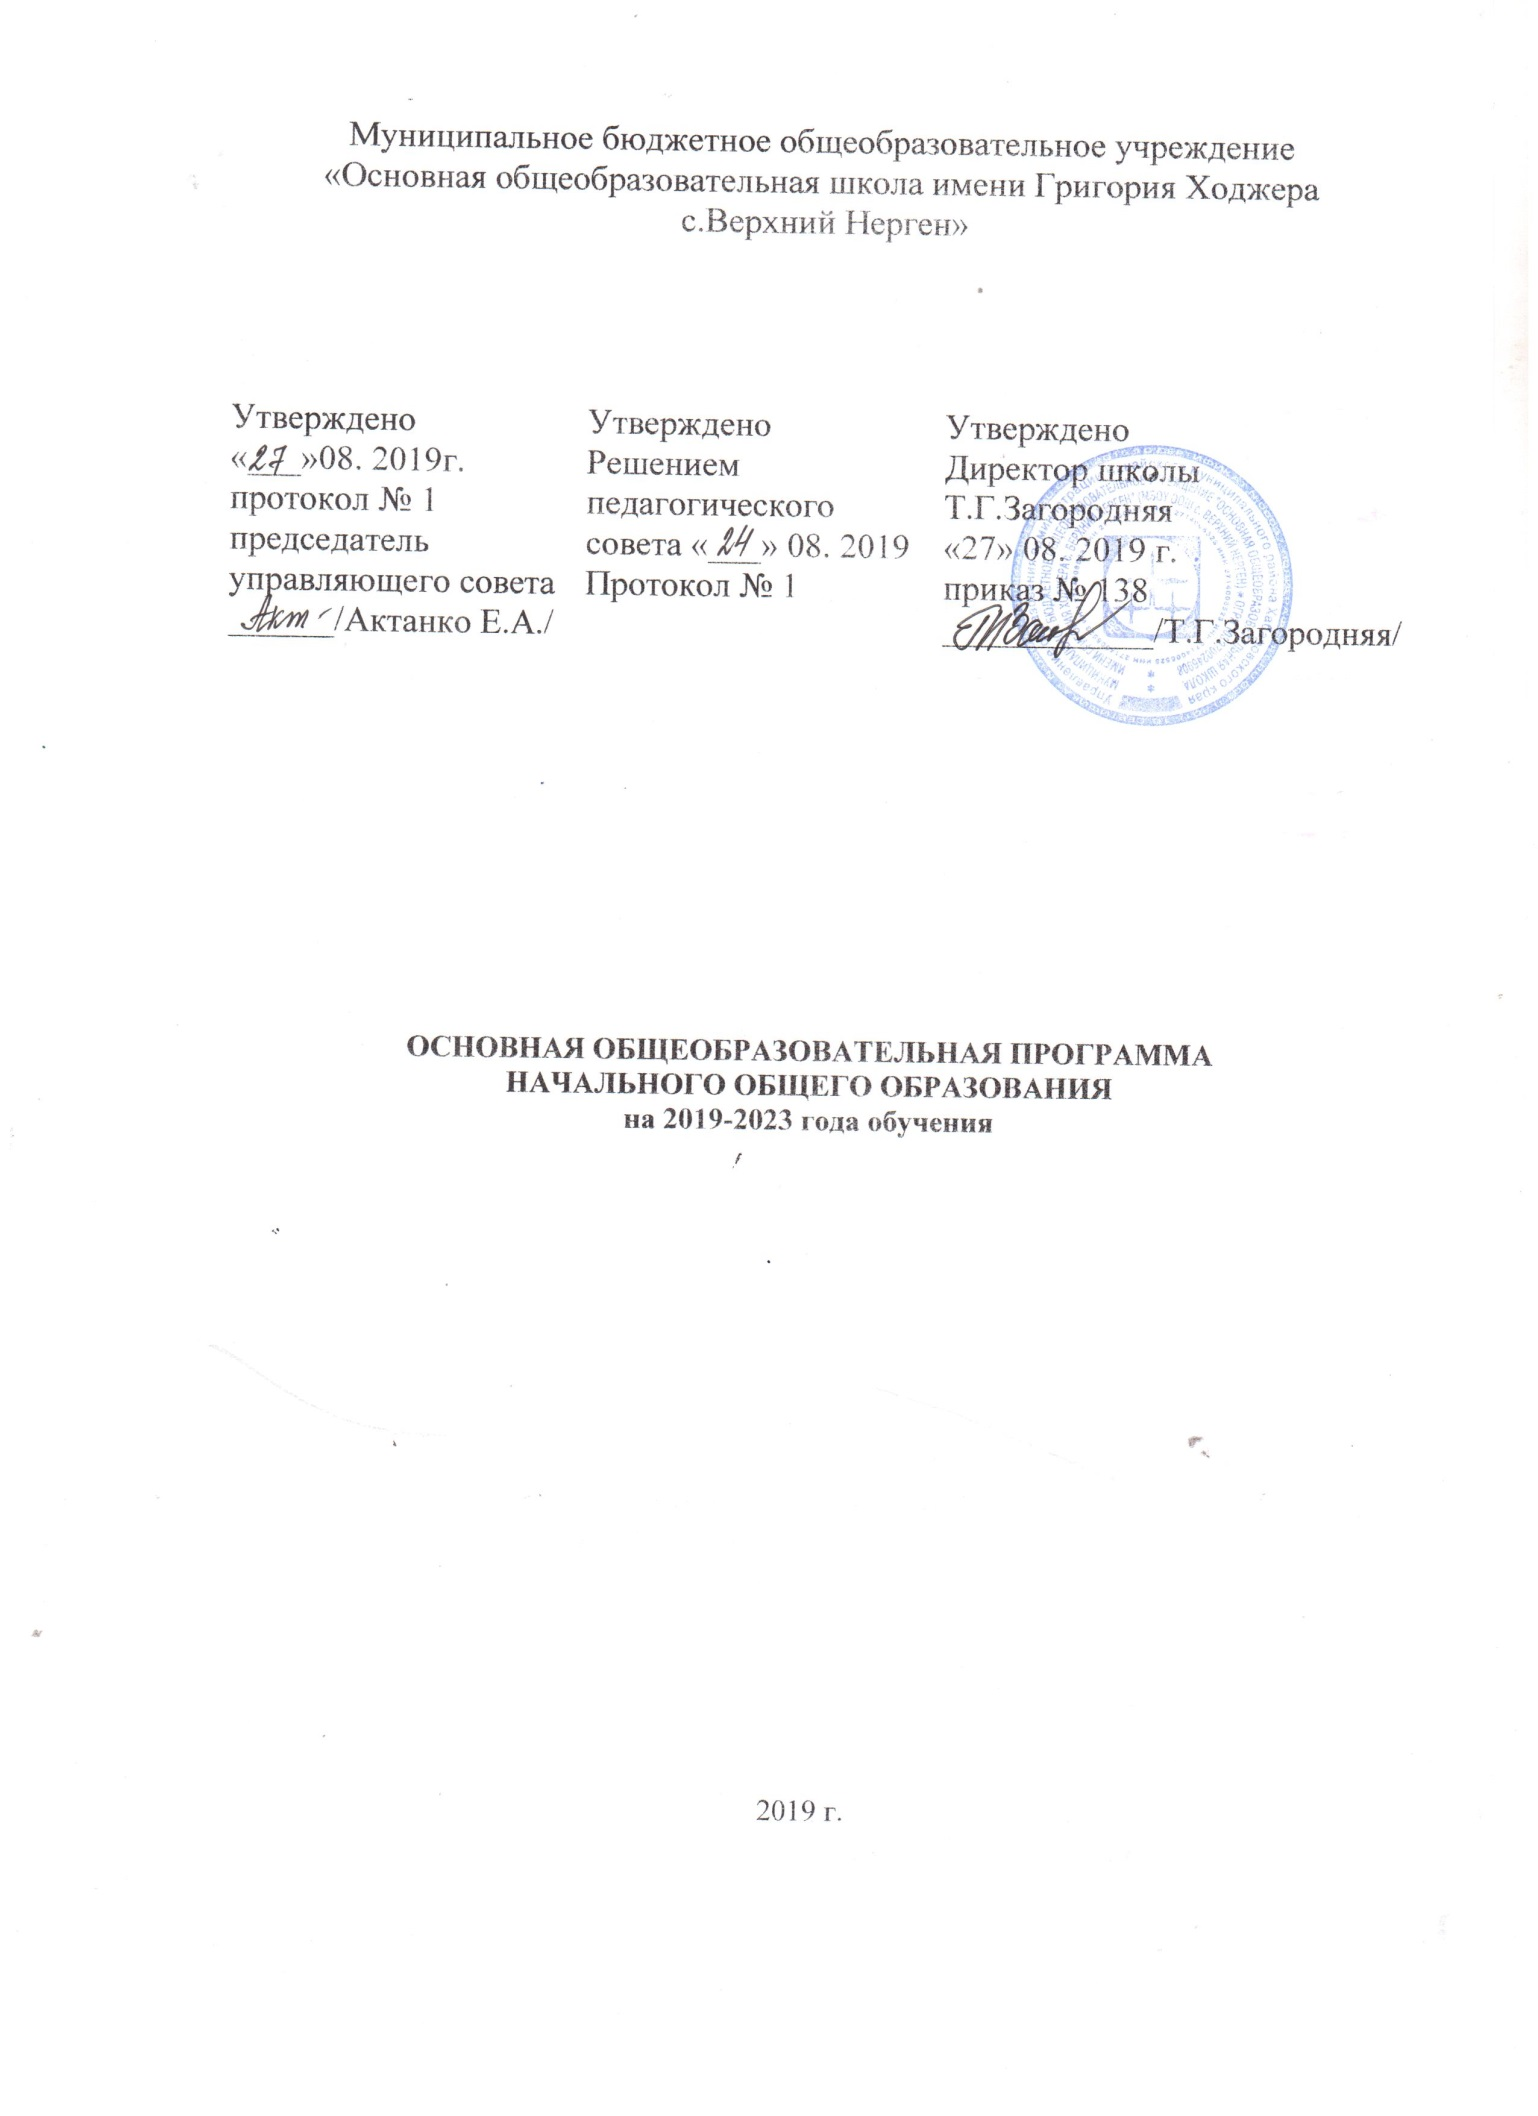 Муниципальное бюджетное общеобразовательное учреждение
«Основная общеобразовательная школа имени Григория Ходжера
с.Верхний Нерген»
Утверждено
«27»08. 2019г.
протокол № 1
председатель
управляющего совета
/Актанко Е.А./
Утверждено
Решением
педагогического
совета «24» 08. 2019
Протокол № 1
Утверждено
Директор школы
Т.Г.Загородняя
«27» 08. 2019 г.
приказ № 138
/Т.Г.Загородняя/
ОСНОВНАЯ ОБЩЕОБРАЗОВАТЕЛЬНАЯ ПРОГРАММА
НАЧАЛЬНОГО ОБЩЕГО ОБРАЗОВАНИЯ
на 2019-2023 года обучения
2019 г.